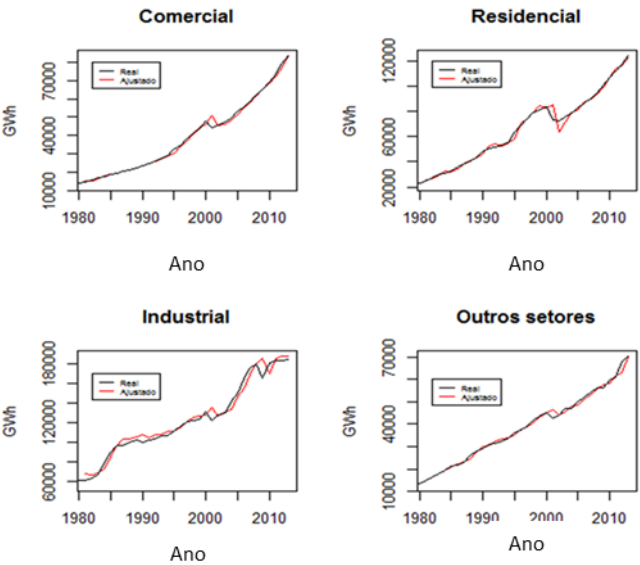 Comercial
Real
Ajustado
GWh
10000
40000
70000
1980
1990
2000
2010
Ano
Residencial
Real
Ajustado
GWh
20000
60000
120000
1980
1990
2000
2010
Ano
Industrial
Real
Ajustado
GWh
60000
120000
180000
1980
1990
2000
2010
Ano
Outros setores
Real
Ajustado
GWh
10000
40000
70000
1980
1990
2000
2010
Ano